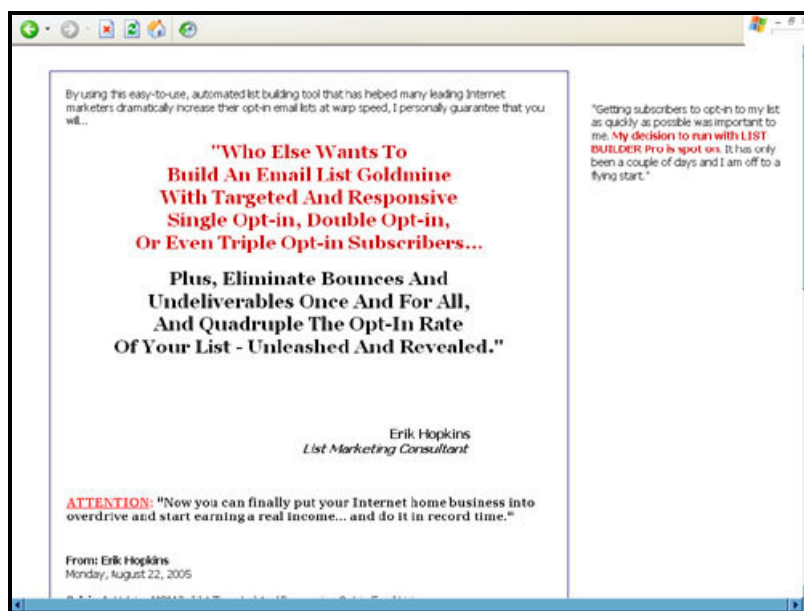 By using this easy-to-use, automated list building tool that has helped many leading Internet
marketers dramatically increase their opt-in email lists at warp speed, I personally guarantee that you
will...
"Who Else Wants To
Build An Email List Goldmine
With Targeted And Responsive
Single Opt-in, Double Opt-in,
Or Even Triple Opt-in Subscribers...
Plus, Eliminate Bounces And
Undeliverables Once And For All,
And Quadruple The Opt-In Rate
Of Your List - Unleashed And Revealed."
Erik Hopkins
List Marketing Consultant
ATTENTION: "Now you can finally put your Internet home business into
overdrive and start earning a real income... and do it in record time."
From: Erik Hopkins
Monday, August 22, 2005
"Getting subscribers to opt-in to my list
as quickly as possible was important to
me. My decision to run with LIST
BUILDER Pro is spot on. It has only
been a couple of days and I am off to a
flying start."